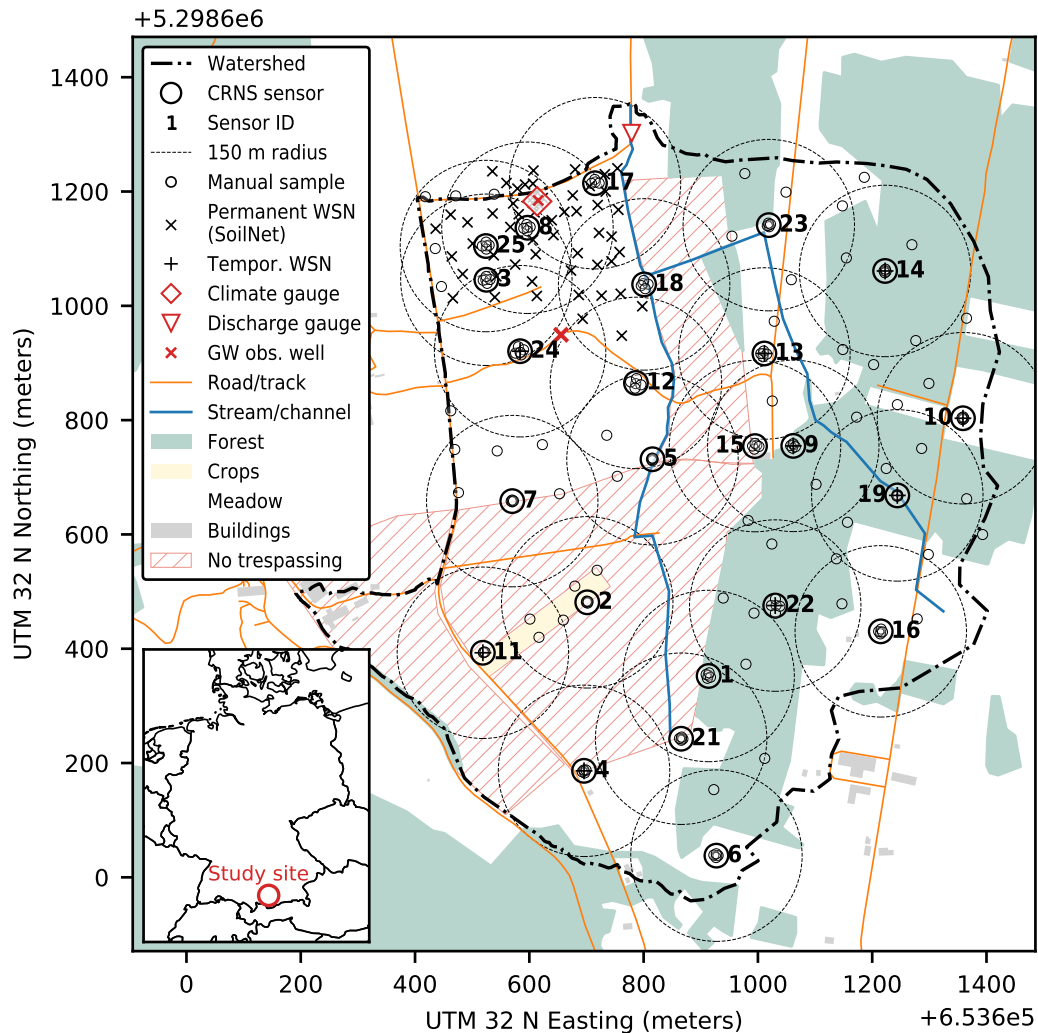 +5.2986e6
Watershed
CRNS sensor
1 Sensor ID
150 m radius
Manual sample
Permanent WSN
(SoilNet)
Tempor. WSN
Climate gauge
Discharge gauge
GW obs. well
Road/track
Stream/channel
Forest
Crops
Meadow
Buildings
No trespassing
17
8
25
3
23
14
18
24
13
12
10
15
9
5
19
7
2
22
16
11
1
21
4
6
Study site
1400
1200
1000
800
600
400
200
0
UTM 32 N Northing (meters)
0 200 400 600 800 1000 1200 1400
UTM 32 N Easting (meters)
+6.536e5